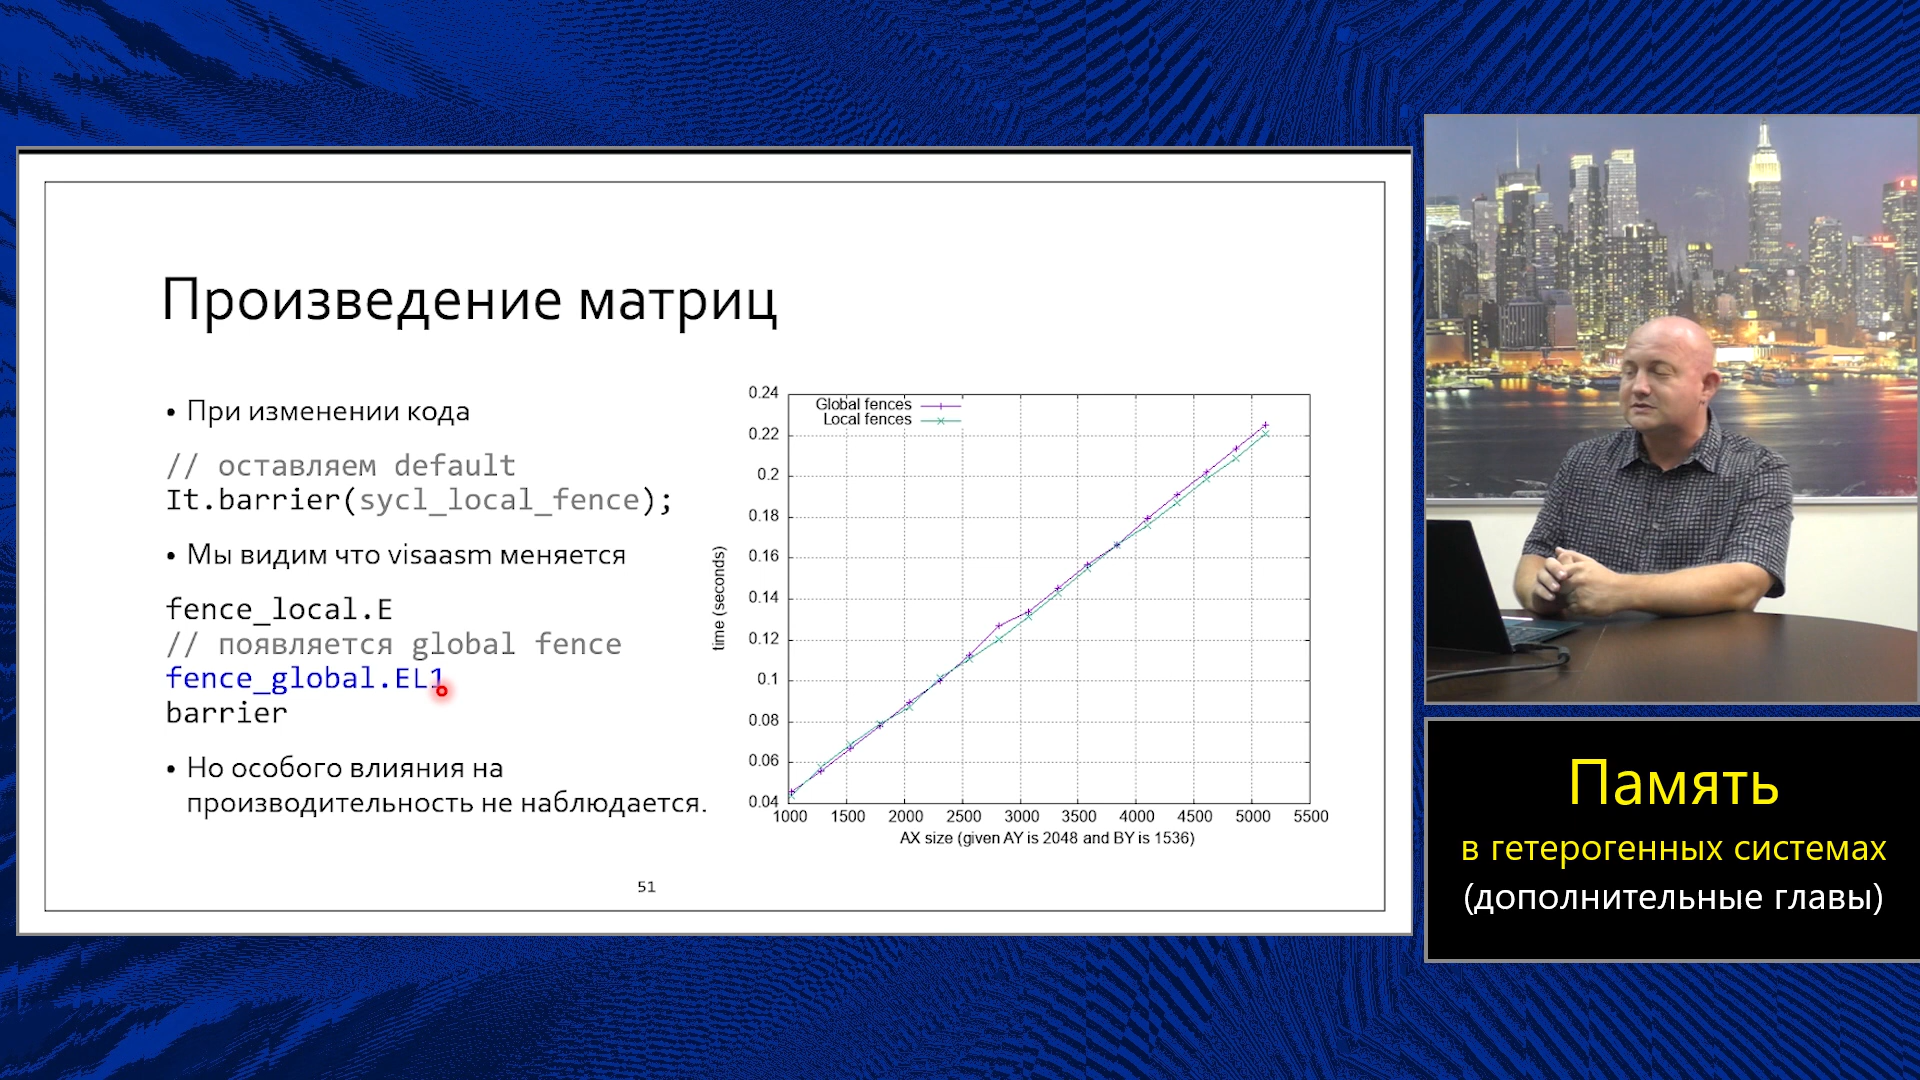 Произведение матриц
• При изменении кода
// оставляем default
It.barrier(sycl_local_fence);
• Мы видим что visaasm меняется
fence_local.E
// появляется global fence
fence_global.EL1
barrier
• Но особого влияния на
производительность не наблюдается.
Global fences
Local fences
0.24
0.22
0.2
0.18
0.16
0.14
0.12
0.1
0.08
0.06
0.04
time (seconds)
1000 1500 2000 2500 3000 3500 4000 4500 5000 5500
AX size (given AY is 2048 and BY is 1536)
51
Память
в гетерогенных системах
(дополнительные главы)